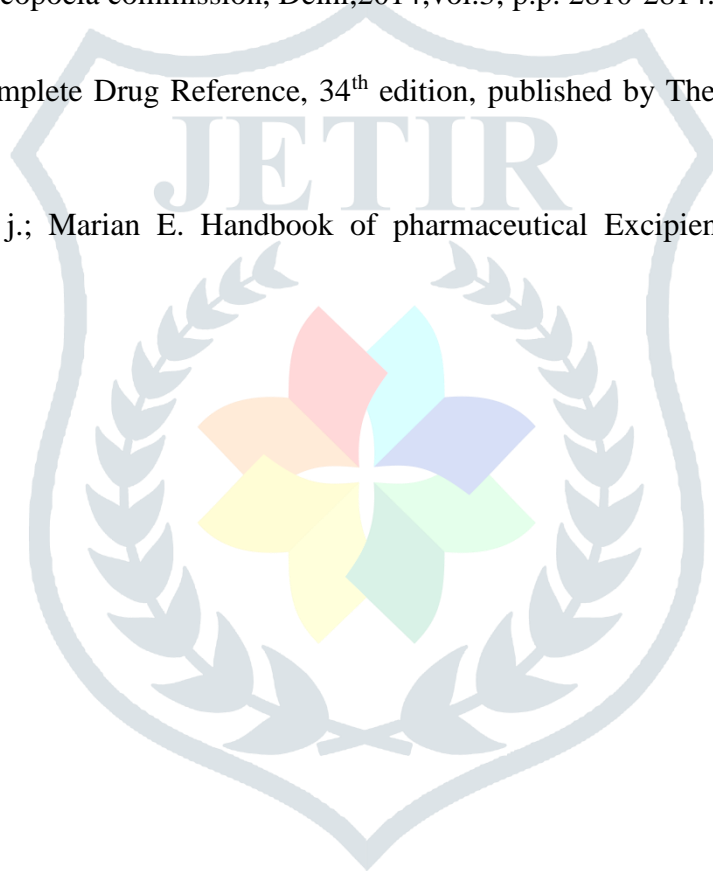 copoeia commission, Delhi,2014,vol.3, p.p. 2810-2814.
mplete Drug Reference, 34th edition, published by The
JETIR
j.; Marian E. Handbook of pharmaceutical Excipien